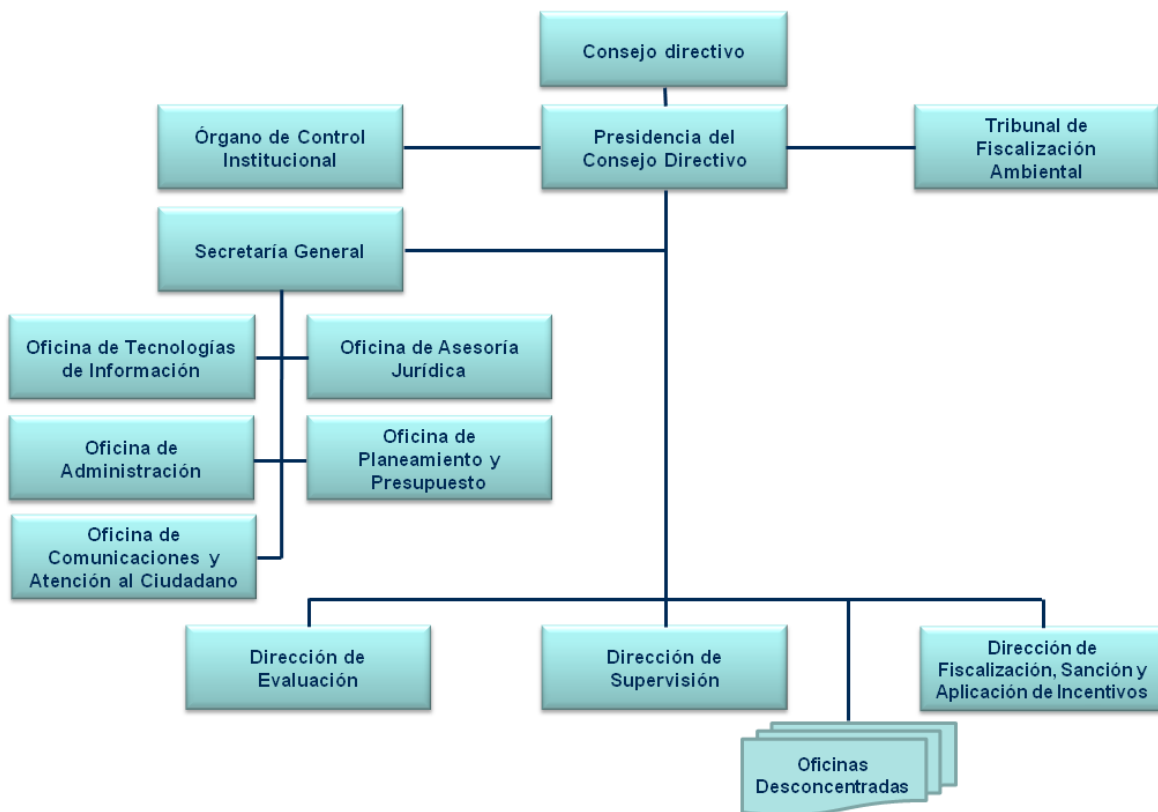 Consejo directivo
Órgano de Control
Institucional
Presidencia del
Consejo Directivo
Tribunal de
Fiscalización
Ambiental
Secretaría General
Oficina de Tecnologías
de Información
Oficina de Asesoría
Jurídica
Oficina de
Administración
Oficina de
Planeamiento y
Presupuesto
Oficina de
Comunicaciones y
Atención al Ciudadano
Dirección de
Evaluación
Dirección de
Supervisión
Dirección de
Fiscalización, Sanción y
Aplicación de Incentivos
Oficinas
Desconcentradas